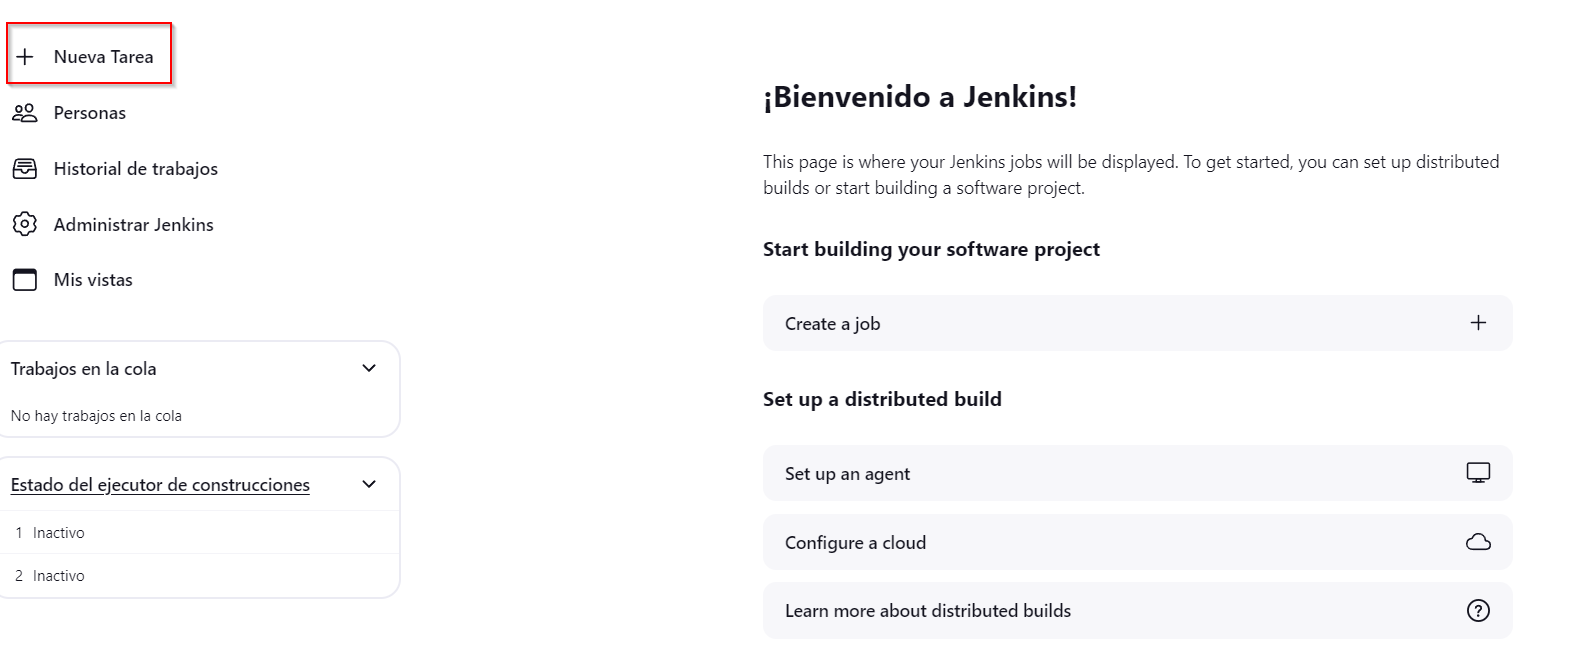 Nueva Tarea
Personas
Historial de trabajos
Administrar Jenkins
Mis vistas
Trabajos en la cola
No hay trabajos en la cola
Estado del ejecutor de construcciones
1 Inactivo
2 Inactivo
¡Bienvenido a Jenkins!
This page is where your Jenkins jobs will be displayed. To get started, you can set up distributed
builds or start building a software project.
Start building your software project
Create a job
Set up a distributed build
Set up an agent
Configure a cloud
Learn more about distributed builds